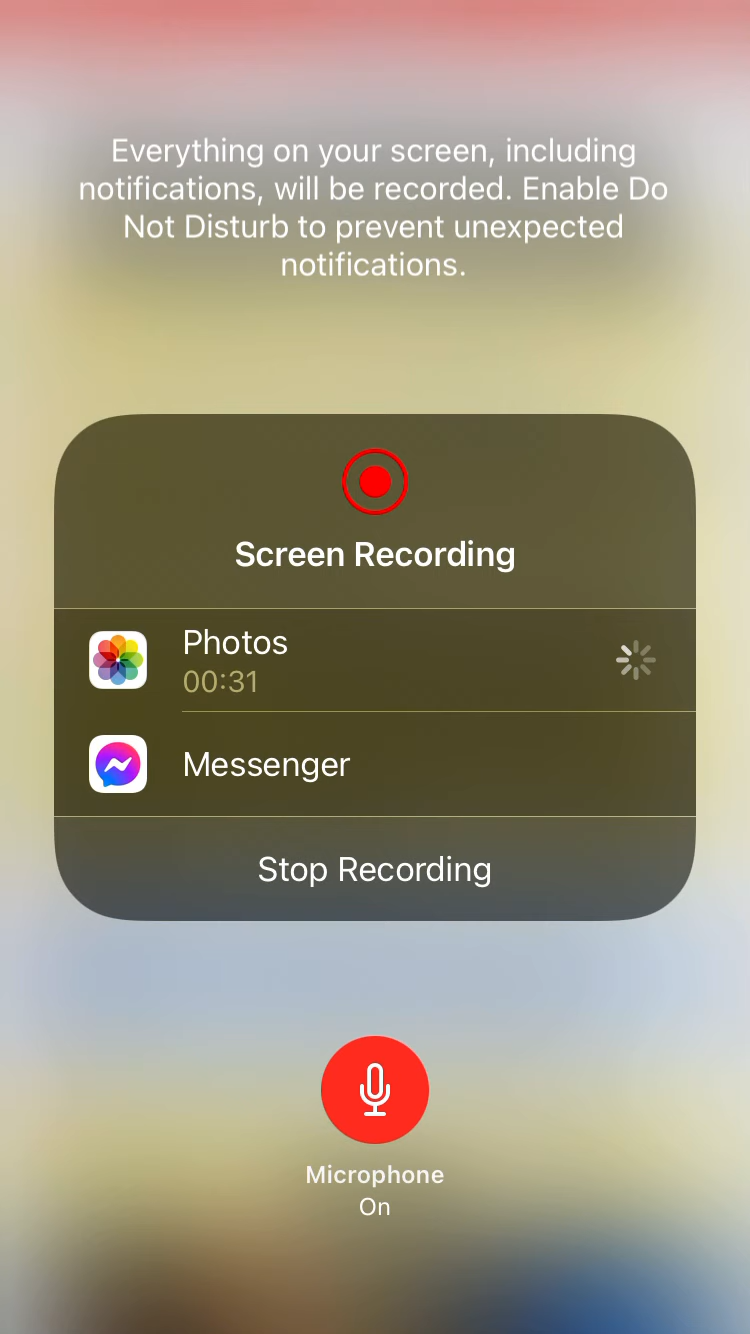 Everything on your screen, including
notifications, will be recorded. Enable Do
Not Disturb to prevent unexpected
notifications.
Screen Recording
Photos
00:31
Messenger
Stop Recording
Microphone
On